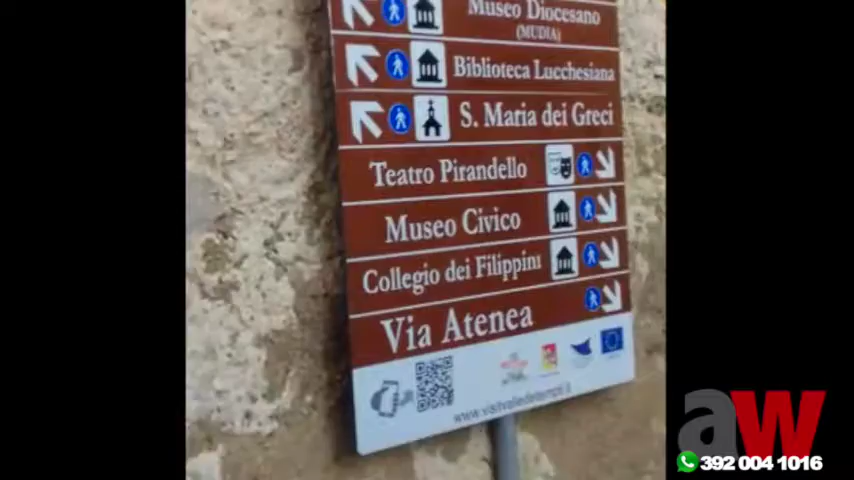 Museo Diocesano
(MUDIA)
Biblioteca Lucchesiana
S. Maria dei Greci
Teatro Pirandello
Museo Civico
Collegio dei Filippini
Via Atenea
www.visitvalledeitempli.it
aw
392 004 1016